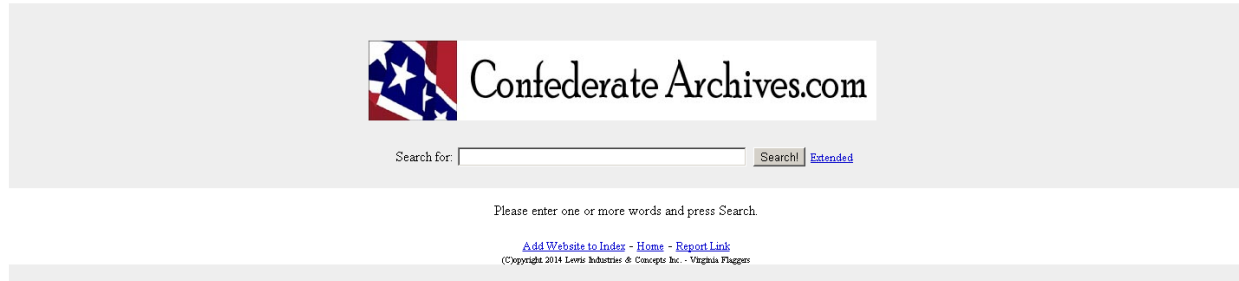 Confederate Archives.com
Search for: Search! Extended
Please enter one or more words and press Search.
Add Website to Index - Home - Report Link
(C)opyright 2014 Lewis Industries & Concepts Inc. - Virginia Flaggers